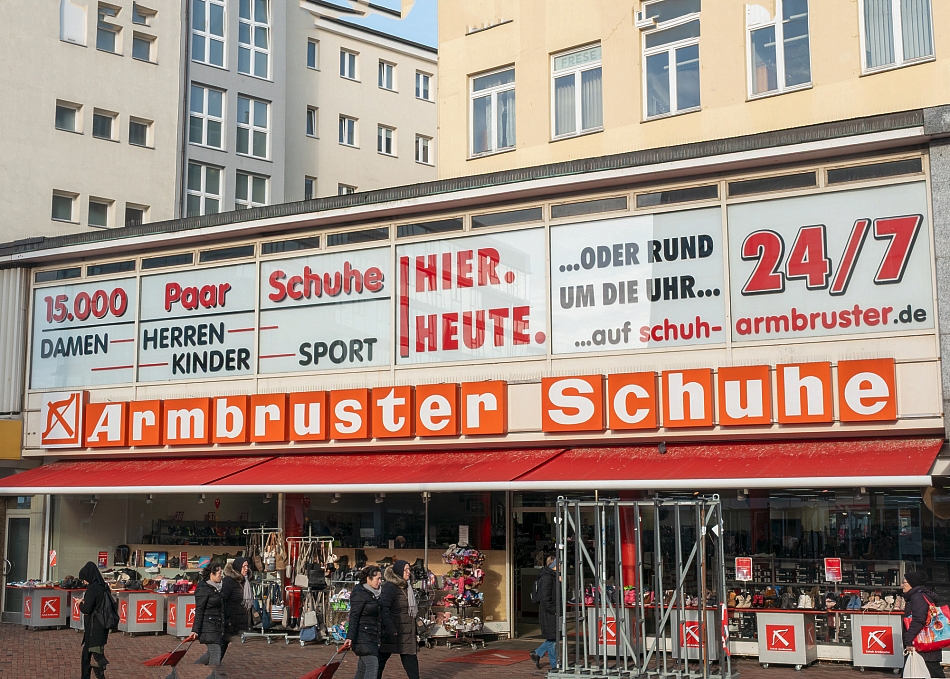 FRESE
15.000 Paar Schuhe
DAMEN – HERREN –
– KINDER – SPORT
HIER.
HEUTE.
...ODER RUND
UM DIE UHR...
...auf schuh-armbruster.de
24/7
Armbruster Schuhe